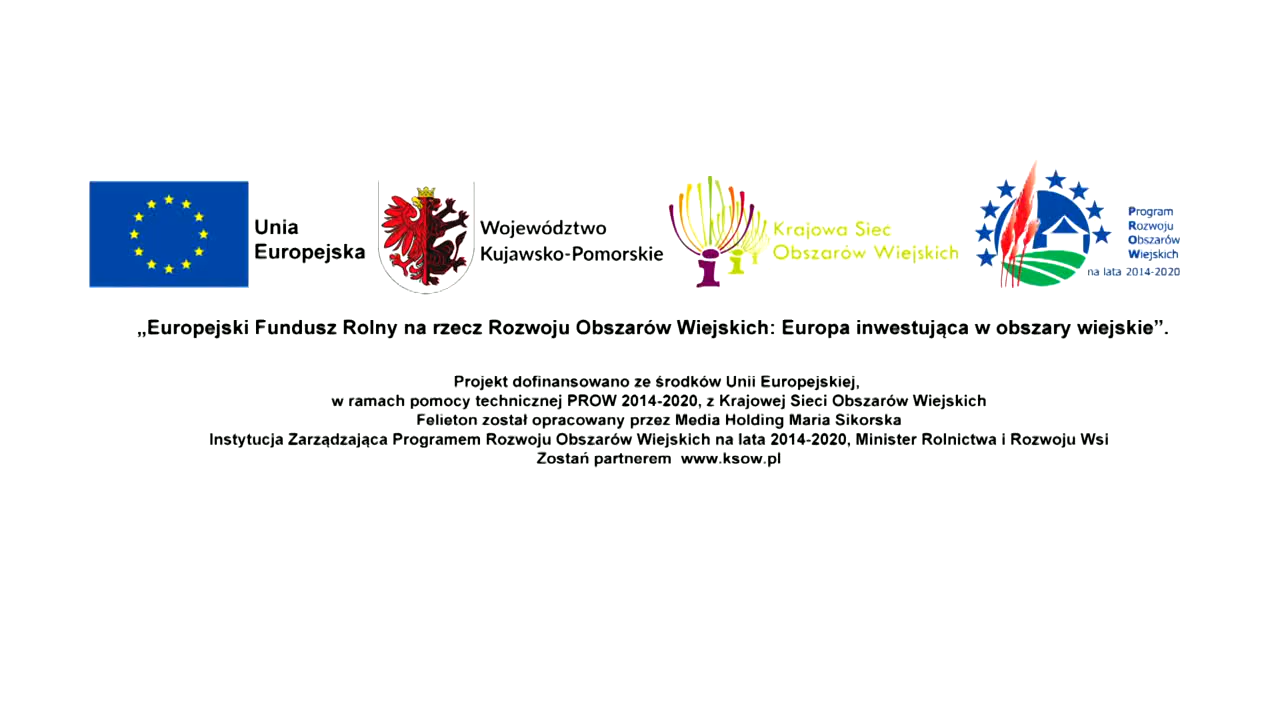 Unia
Europejska
Województwo
Kujawsko-Pomorskie
Krajowa Siec
Obszarów Wiejskich
Program
Rozwoju
Obszarów
Wiejskich
na lata 2014-2020
„Europejski Fundusz Rolny na rzecz Rozwoju Obszarów Wiejskich: Europa inwestująca w obszary wiejskie”.
Projekt dofinansowano ze środków Unii Europejskiej,
w ramach pomocy technicznej PROW 2014-2020, z Krajowej Sieci Obszarów Wiejskich
Felieton został opracowany przez Media Holding Maria Sikorska
Instytucja Zarządzająca Programem Rozwoju Obszarów Wiejskich na lata 2014-2020, Minister Rolnictwa i Rozwoju Wsi
Zostań partnerem www.ksow.pl